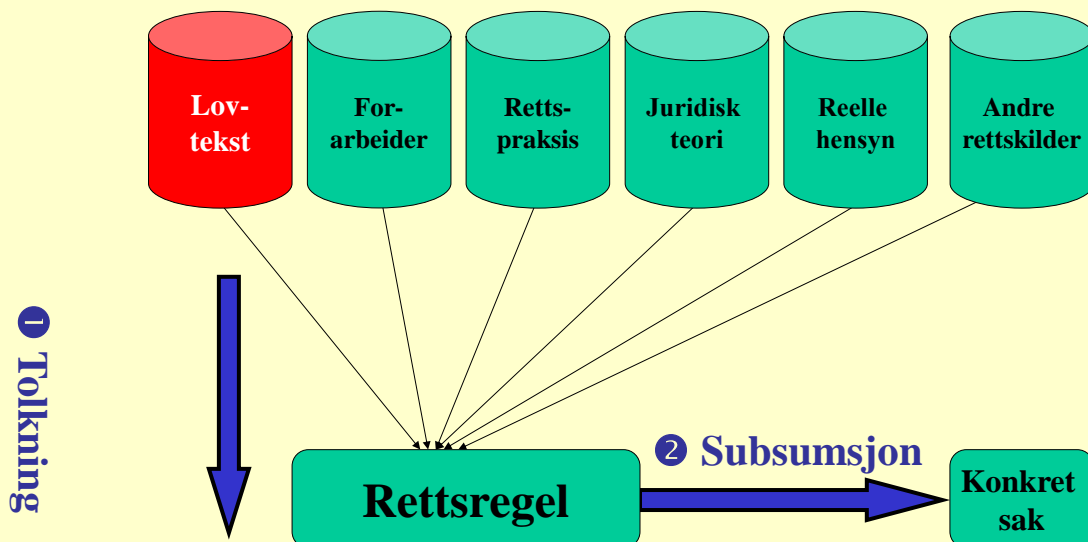 Lov-
tekst
For-
arbeider
Retts-
praksis
Juridisk
teori
Reelle
hensyn
Andre
rettskilder
❶ Tolkning
❷ Subsumsjon
Rettsregel
Konkret
sak